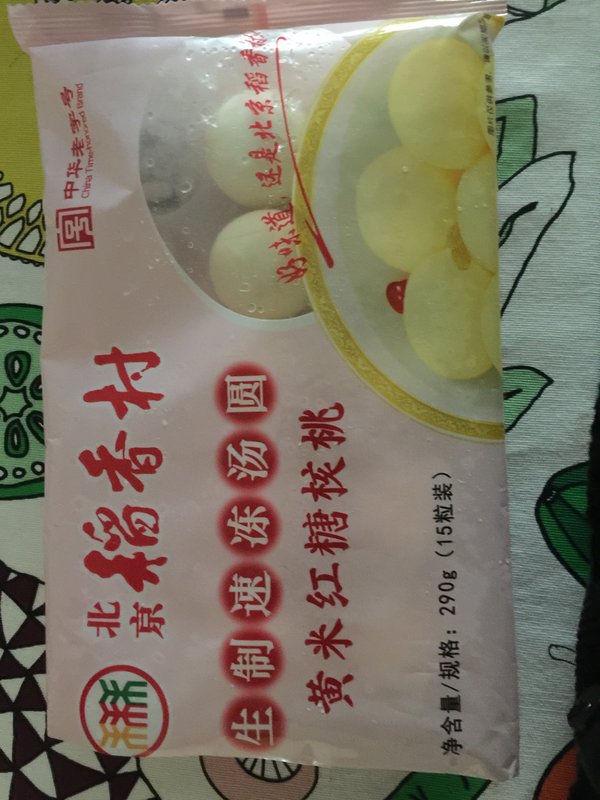 中华老字号
China Time-honored Brand
北京
稻香村
好味道，还是北京稻香村
生制速冻汤圆
黄米红糖核桃
净含量/规格：290g（15粒装）